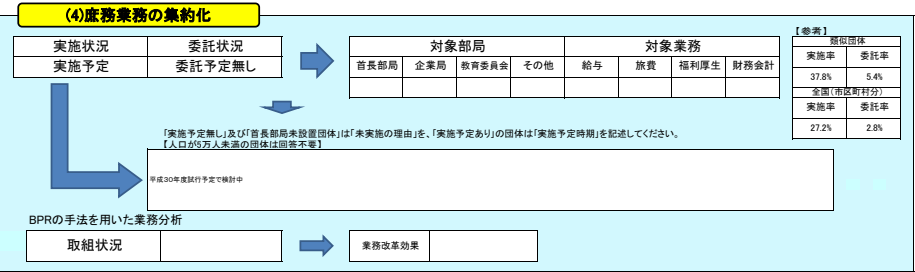 (4)庶務業務の集約化
実施状況 委託状況
実施予定 委託予定無し
対象部局 対象業務
首長部局 企業局 教育委員会 その他 給与 旅費 福利厚生 財務会計
【参考】
類似団体
実施率 委託率
37.8% 5.4%
全国(市区町村分)
実施率 委託率
27.2% 2.8%
「実施予定無し」及び「首長部局未設置団体」は「未実施の理由」を、「実施予定あり」の団体は「実施予定時期」を記述してください。
【人口が5万人未満の団体は回答不要】
平成30年度試行予定で検討中
BPRの手法を用いた業務分析
取組状況
業務改革効果